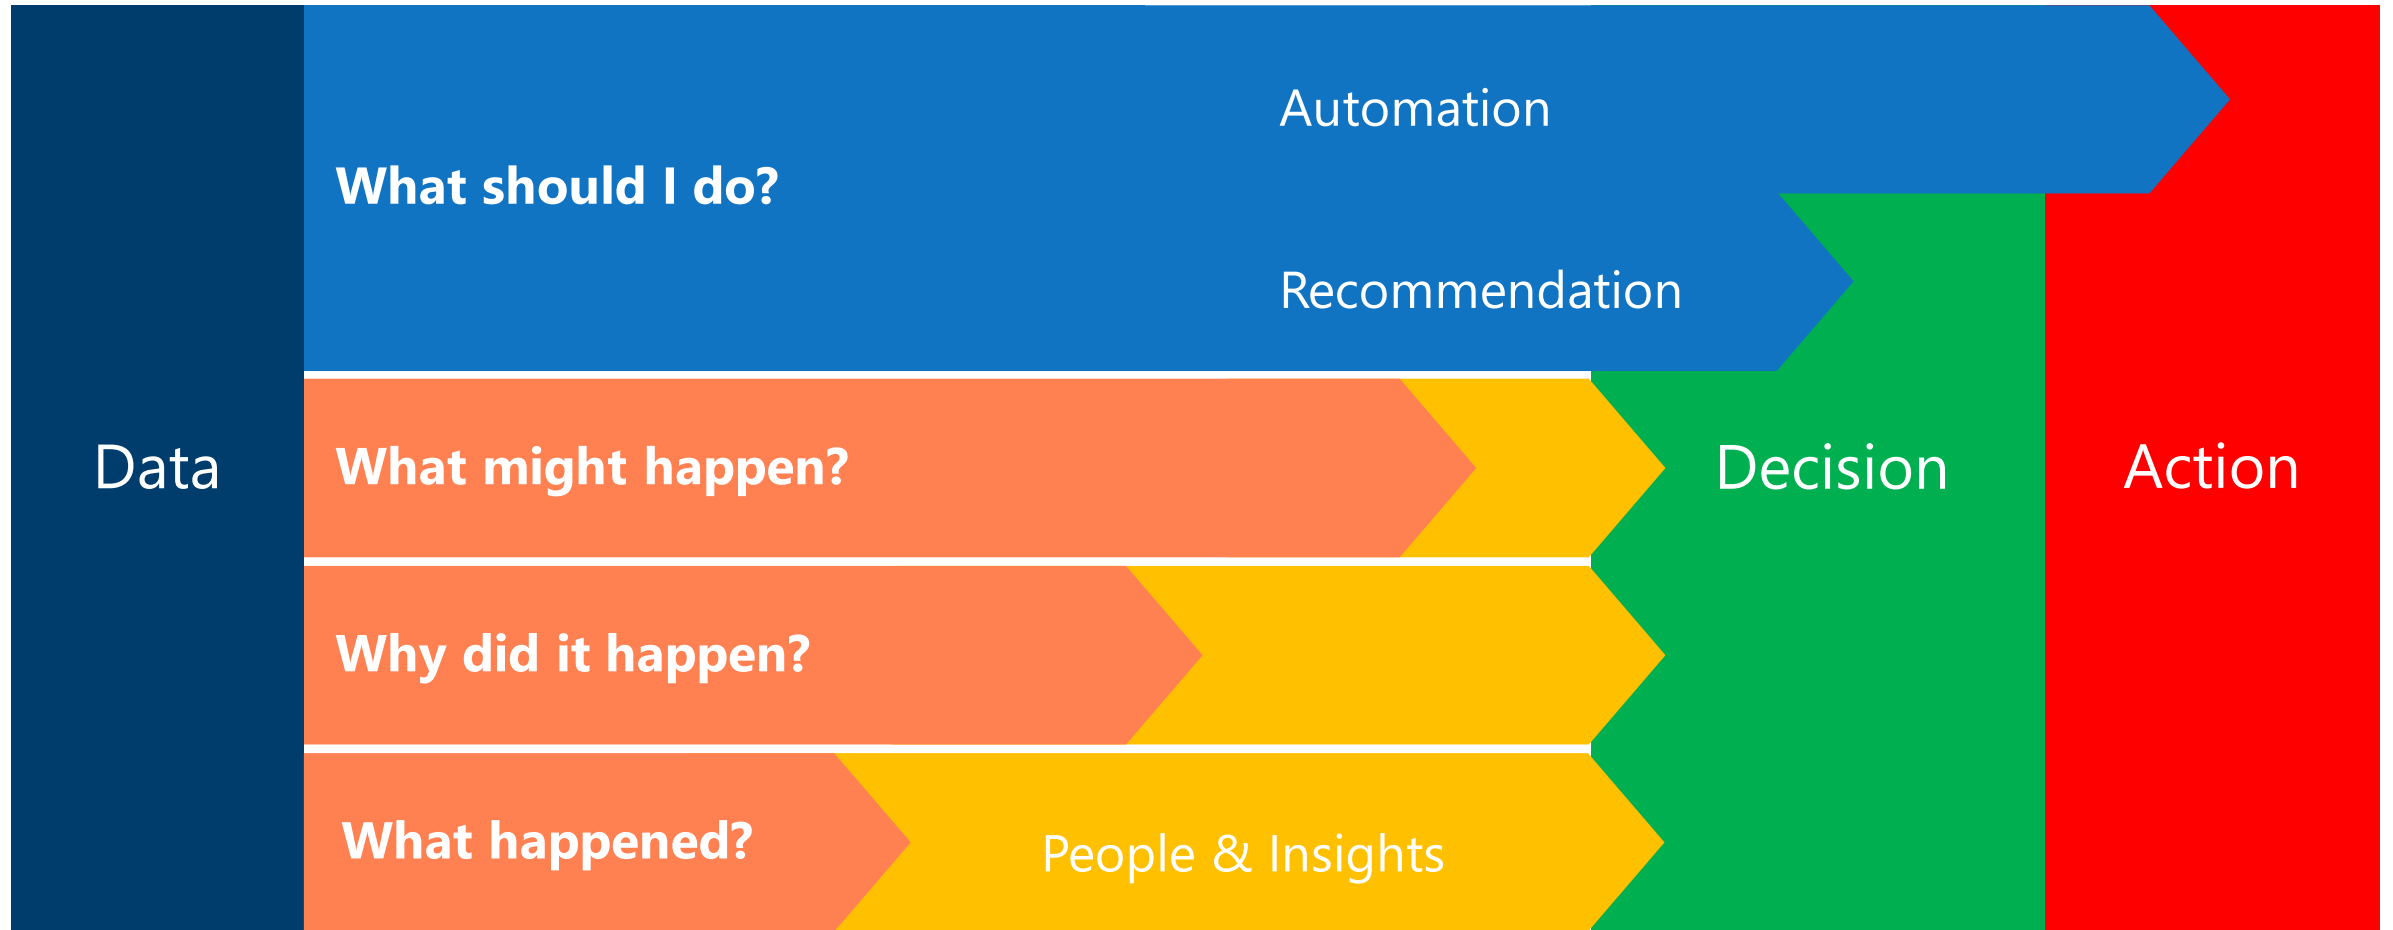 Data
What should I do?
Automation
Recommendation
What might happen?
Why did it happen?
What happened?
People & Insights
Decision
Action